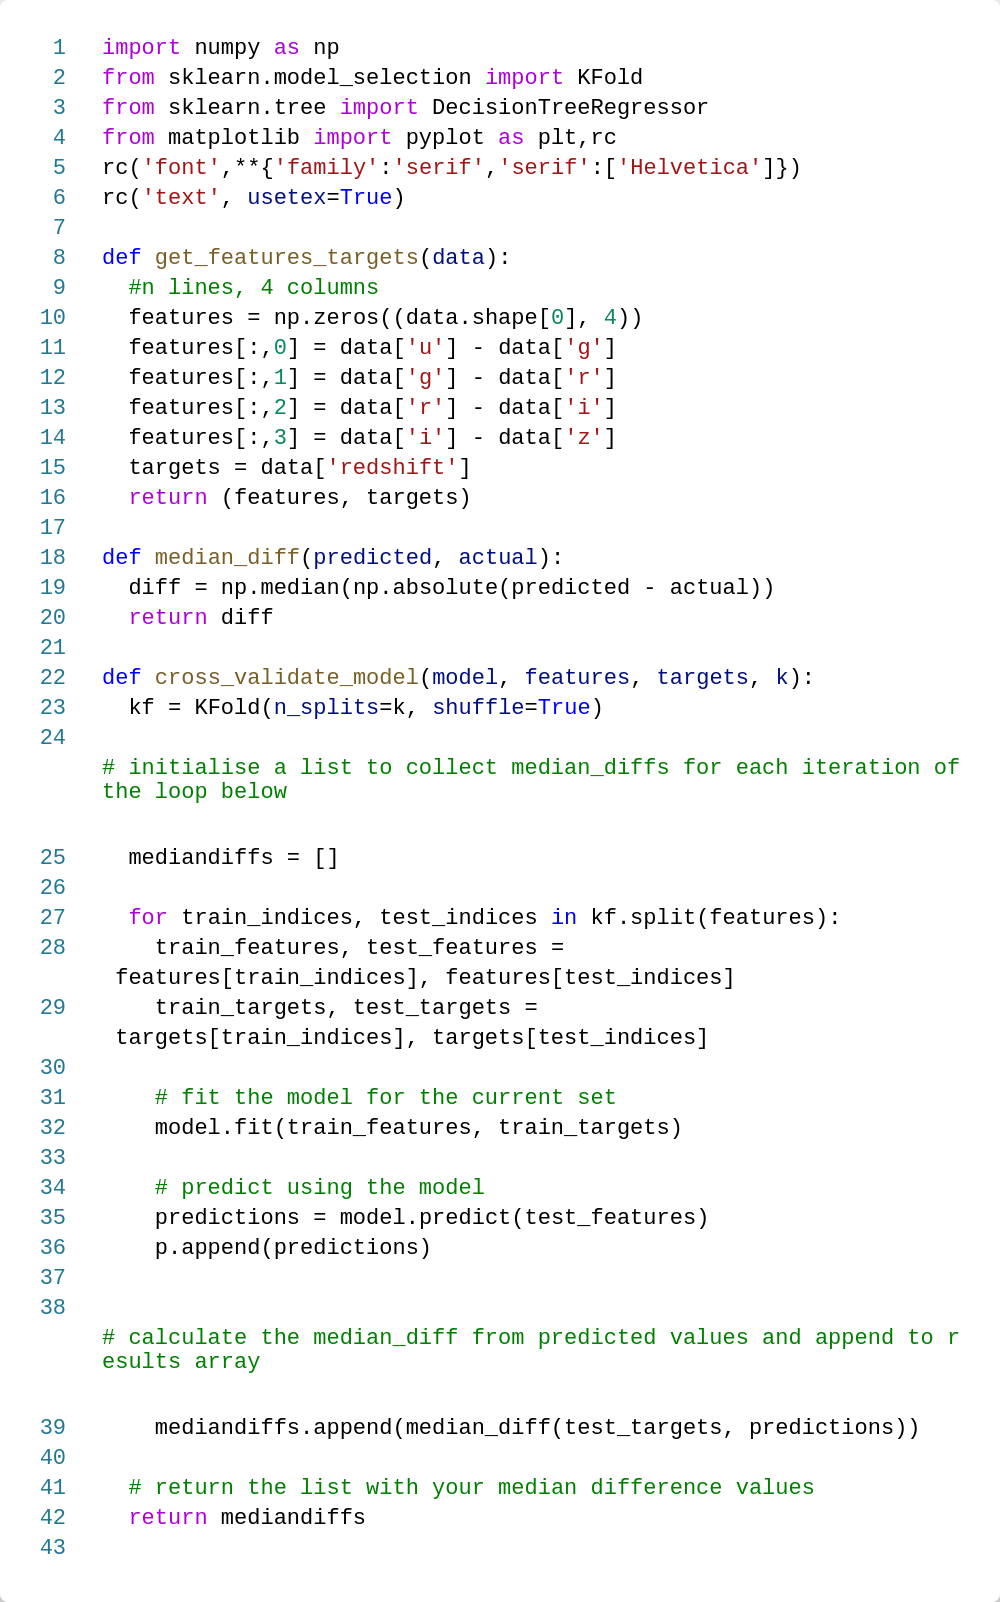 1 import numpy as np
2 from sklearn.model_selection import KFold
3 from sklearn.tree import DecisionTreeRegressor
4 from matplotlib import pyplot as plt,rc
5 rc('font',**{'family':'serif','serif':['Helvetica']})
6 rc('text', usetex=True)
7
8 def get_features_targets(data):
9   #n lines, 4 columns
10   features = np.zeros((data.shape[0], 4))
11   features[:,0] = data['u'] - data['g']
12   features[:,1] = data['g'] - data['r']
13   features[:,2] = data['r'] - data['i']
14   features[:,3] = data['i'] - data['z']
15   targets = data['redshift']
16   return (features, targets)
17
18 def median_diff(predicted, actual):
19   diff = np.median(np.absolute(predicted - actual))
20   return diff
21
22 def cross_validate_model(model, features, targets, k):
23   kf = KFold(n_splits=k, shuffle=True)
24
# initialise a list to collect median_diffs for each iteration of
the loop below
25   mediandiffs = []
26
27   for train_indices, test_indices in kf.split(features):
28     train_features, test_features =
features[train_indices], features[test_indices]
29     train_targets, test_targets =
targets[train_indices], targets[test_indices]
30
31     # fit the model for the current set
32     model.fit(train_features, train_targets)
33
34     # predict using the model
35     predictions = model.predict(test_features)
36     p.append(predictions)
37
38
# calculate the median_diff from predicted values and append to r
esults array
39     mediandiffs.append(median_diff(test_targets, predictions))
40
41   # return the list with your median difference values
42   return mediandiffs
43